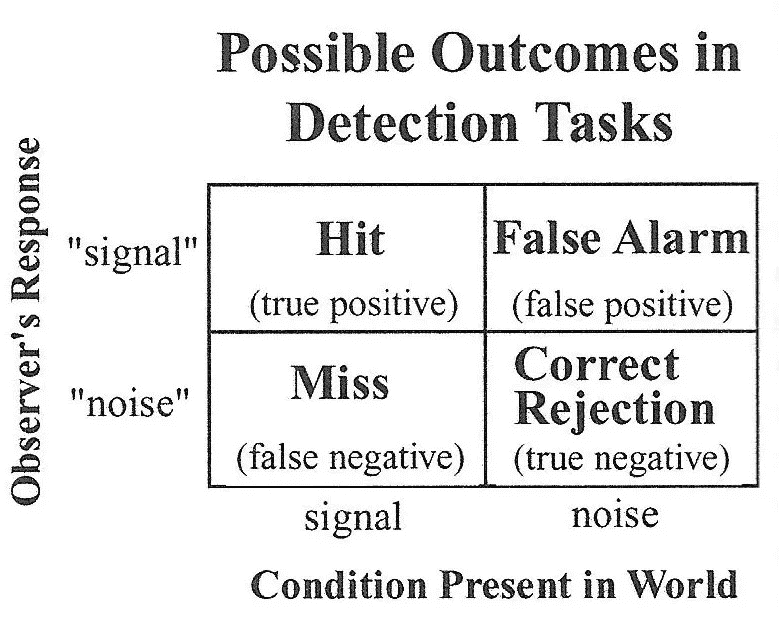 Possible Outcomes in
Detection Tasks
Observer's Response
"signal"
Hit
(true positive)
False Alarm
(false positive)
"noise"
Miss
(false negative)
Correct
Rejection
(true negative)
signal
noise
Condition Present in World